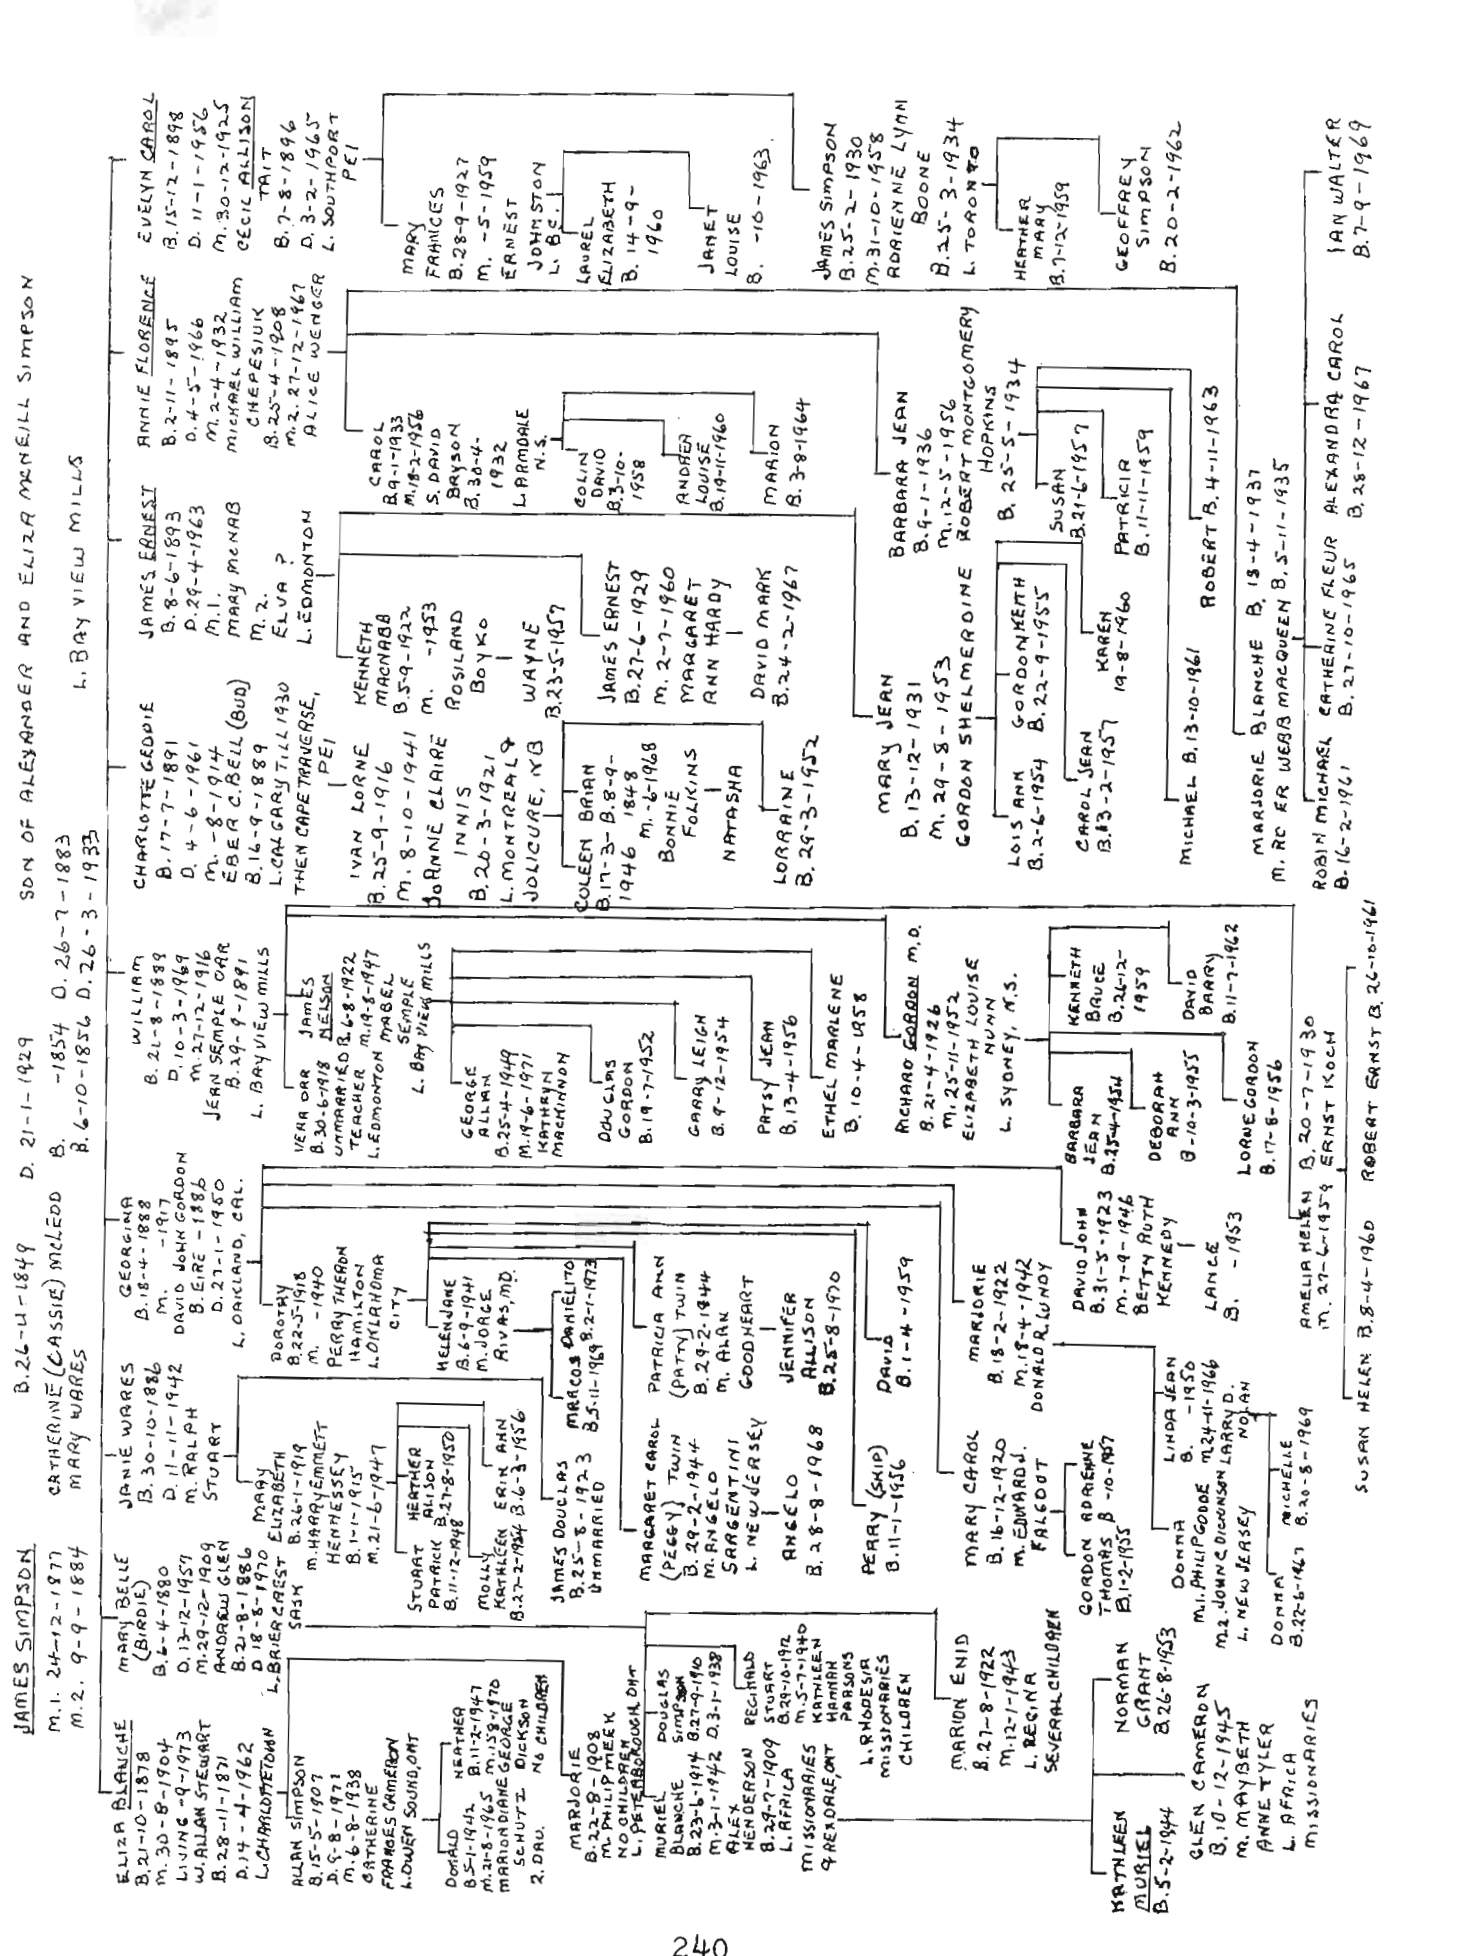 JAMES SIMPSON B.26-4-1849 D. 21-1-1929 SON OF ALEXANDER AND ELIZA MCNEILL SIMPSON
M.1. 24-12-1877 CATHERINE (CASSIE) MCLEOD B. -1854 D. 26-7-1883
M.2. 9-9-1884 MARY WARES B.6-10-1856 D.26-3-1933 L. BAY VIEW MILLS
ELIZA BLANCHE
B.21-10-1878
M.30-8-1904
LIVING-9-1973
W.ALLAN STEWART
B.28-11-1871
D.14-4-1962
L.CHARLOTTETOWN
ALLAN SIMPSON
B.15-5-1907
D.9-8-1971
M.6-8-1938
CATHERINE
FRANCES CAMERON
L.OWEN SOUND,ONT
DONALD
B.5-1-1942
M.21-8-1965
MARION DIANE
SCHUTZ
2. DAU.
HEATHER
B.11-2-1947
M.15-8-1970
GEORGE
DICKSON
NO CHILDREN
MARJORIE
B.22-8-1908
M.PHILIP MEEK
NO CHILDREN
L.PETERBOROUGH,ONT
MARY BELLE
(BIRDIE)
B.6-4-1880
D.13-12-1957
M.29-12-1909
ANDREW GLEN
B.21-8-1886
D.18-8-1970
L.BRIERCREST
SASK
MURIEL
BLANCHE
B.23-6-1914
M.3-1-1942
ALEX
HENDERSON
B.29-7-1909
L.AFRICA
MISSIONARIES
& REXDALE,ONT
DOUGLAS
SIMPSON
B.27-9-1910
D.3-1-1938
REGINALD
STUART
B.29-10-1912
M.5-7-1940
KATHLEEN
HANNAH
PARSONS
L.RHODESIA
MISSIONARIES
CHILDREN
MARION ENID
B.27-8-1922
M.12-1-1943
L.REGINA
SEVERAL CHILDREN
KATHLEEN
MURIEL
B.5-2-1944
GLEN CAMERON
B.10-12-1945
M.MAYBETH
ANNE TYLER
L. AFRICA
MISSIONARIES
NORMAN
GRANT
B.26-8-1953
JANIE WARES
B.30-10-1886
D.11-11-1942
M.RALPH
STUART
MARY
ELIZABETH
B.26-1-1919
M.HARRY EMMETT
HENNESSEY
B.1-1-1915
M.21-6-1947
STUART
PATRICK
B.11-12-1948
HEATHER
ALISON
B.27-8-1950
MOLLY
KATHLEEN
B.27-2-1954
ERIN ANN
B.6-3-1956
JAMES DOUGLAS
B.25-8-1923
UNMARRIED
GEORGINA
B.18-4-1888
M. -1917
DAVID JOHN GORDON
B.EIRE -1886
D.27-1-1950
L. OAKLAND, CAL.
DOROTHY
B.22-5-1918
M. -1940
PERRY THERON
HAMILTON
L.OKLAHOMA
CITY
HELEN JANE
B.6-9-1941
M.JORGE
RIVAS, M.D.
MARCOS
B.5-11-1969
DANIELITO
B.2-1-1973
MARGARET CAROL
(PEGGY) TWIN
B.29-2-1944
M.ANGELO
SARGENTINI
L. NEW JERSEY
ANGELO
B.28-8-1968
PATRICIA ANN
(PATTY) TWIN
B.29-2-1944
M. ALAN
GOODHEART
JENNIFER
ALLISON
B.25-8-1970
PERRY (SKIP)
B.11-1-1956
DAVID
B.1-4-1959
MARY CAROL
B.16-12-1920
M.EDWARD J.
FALGOT
GORDON
THOMAS
B.1-2-1955
ADRIENNE
B -10-1957
MARJORIE
B.18-2-1922
M.18-4-1942
DONALD R. LUNDY
DONNA
M.1. PHILIP GODDE
M.2. JOHN C. DICKINSON
L. NEW JERSEY
LINDA JEAN
B. -1950
M.24-11-1966
LARRY D.
NOLAN
DONNA
B.22-6-1967
MICHELLE
B.20-8-1969
DAVID JOHN
B.31-5-1923
M.7-9-1946
BETTY RUTH
KENNEDY
LANCE
B. -1953
WILLIAM
B.21-8-1889
D.10-3-1969
M.27-12-1916
JEAN SEMPLE ORR
B.29-9-1891
L. BAYVIEW MILLS
VERA ORR
B.30-6-1918
UNMARRIED
TEACHER
L.EDMONTON
JAMES
NELSON
B.6-8-1922
M.19-8-1947
MABEL
SEMPLE
L. BAY VIEW MILLS
GEORGE
ALLAN
B.25-4-1949
M.19-6-1971
KATHRYN
MACKINNON
DOUGLAS
GORDON
B.19-7-1952
GARRY LEIGH
B.9-12-1954
PATSY JEAN
B.13-4-1956
ETHEL MARLENE
B.10-4-1958
RICHARD GORDON M.D.
B.21-4-1926
M.25-11-1952
ELIZABETH LOUISE
NUNN
L. SYDNEY, N.S.
BARBARA
JEAN
B.25-4-1954
DEBORAH
ANN
B-10-3-1955
LORNE GORDON
B.17-8-1956
KENNETH
BRUCE
B.26-12-
1959
DAVID
BARRY
B.11-7-1962
AMELIA HELEN B.20-7-1930
M.27-6-1959 ERNST KOCH
SUSAN HELEN B.8-4-1960 ROBERT ERNST B.26-10-1961
CHARLOTTE GEDDIE
B.17-7-1891
D.4-6-1961
M. -8-1914
EBER C.BELL (BUD)
B.16-9-1889
L.CALGARY TILL 1930
THEN CAPE TRAVERSE,
PEI
IVAN LORNE
B.25-9-1916
M.8-10-1941
JOANNE CLAIRE
INNIS
B.20-3-1921
L.MONTREAL &
JOLICURE, NB
COLEEN
B.17-3-
1946
BRIAN
B.8-9-
1848
M.-6-1968
BONNIE
FOLKINS
NATASHA
LORRAINE
B.29-3-1952
JAMES ERNEST
B.8-6-1893
D.29-4-1963
M.1.
MARY MCNAB
M.2.
ELVA ?
L.EDMONTON
KENNETH
MACNABB
B.5-9-1922
M. -1953
ROSILAND
BOYKO
WAYNE
B.23-5-1957
JAMES ERNEST
B.27-6-1929
M.2-7-1960
MARGARET
ANN HARDY
DAVID MARK
B.24-2-1967
MARY JEAN
B.13-12-1931
M.29-8-1953
GORDON SHELMERDINE
LOIS ANN
B.2-6-1954
GORDON KEITH
B.22-9-1955
CAROL JEAN
B.13-2-1957
KAREN
19-8-1960
ANNIE FLORENCE
B.2-11-1895
D.4-5-1966
M.2-4-1932
MICHAEL WILLIAM
CHEPESIUK
B.25-4-1908
M.2.27-12-1967
ALICE WENGER
CAROL
B.9-1-1933
M.18-2-1956
S.DAVID
BRYSON
B.30-4-
1932
L.ARMDALE
N.S.
COLIN
DAVID
B.3-10-
1958
ANDREA
LOUISE
B.19-11-1960
MARION
B.3-8-1964
BARBARA JEAN
B.9-1-1936
M.12-5-1956
ROBERT MONTGOMERY
HOPKINS
B.25-5-1934
SUSAN
B.21-6-1957
PATRICIA
B.11-11-1959
MICHAEL B.13-10-1961
ROBERT B.4-11-1963
MARJORIE BLANCHE B. 18-4-1937
M. RC ER WEBB MACQUEEN B.5-11-1935
ROBIN MICHAEL
B.16-2-1961
CATHERINE FLEUR
B.27-10-1965
ALEXANDRA CAROL
B.28-12-1967
IAN WALTER
B.7-9-1969
EVELYN CAROL
B.15-12-1898
D.11-1-1956
M.30-12-1925
CECIL ALLISON
TAIT
B.7-8-1896
D.3-2-1965
L. SOUTHPORT
PEI
MARY
FRANCES
B.28-9-1927
M. -5-1959
ERNEST
JOHNSTON
L. B.C.
LAUREL
ELIZABETH
B.14-9-
1960
JANET
LOUISE
B. -10-1963
JAMES SIMPSON
B.25-2-1930
M.31-10-1958
ADRIENNE LYNN
BOONE
B.25-3-1934
L. TORONTO
HEATHER
MARY
B.7-12-1959
GEOFFREY
SIMPSON
B.20-2-1962
240